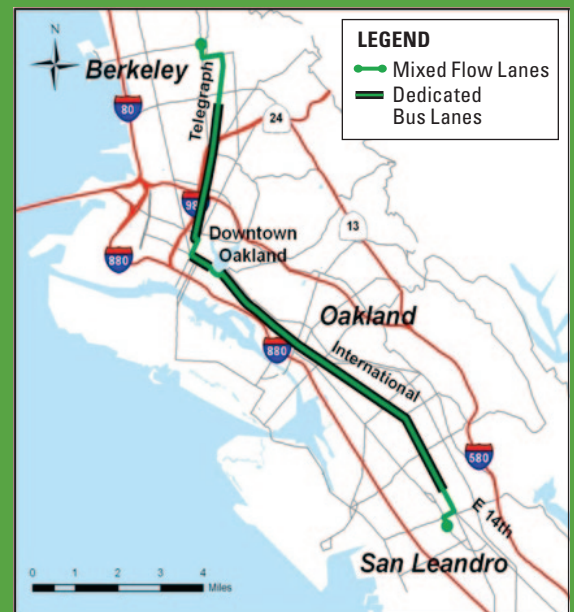 N
LEGEND
Mixed Flow Lanes
Dedicated
Bus Lanes
Berkeley
Telegraph
80
24
980
13
Downtown
Oakland
880
Oakland
880
International
580
E 14th
San Leandro
0 1 2 3 4
Miles